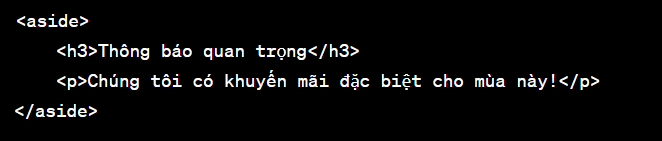 <aside>
<h3>Thông báo quan trọng</h3>
<p>Chúng tôi có khuyến mãi đặc biệt cho mùa này!</p>
</aside>